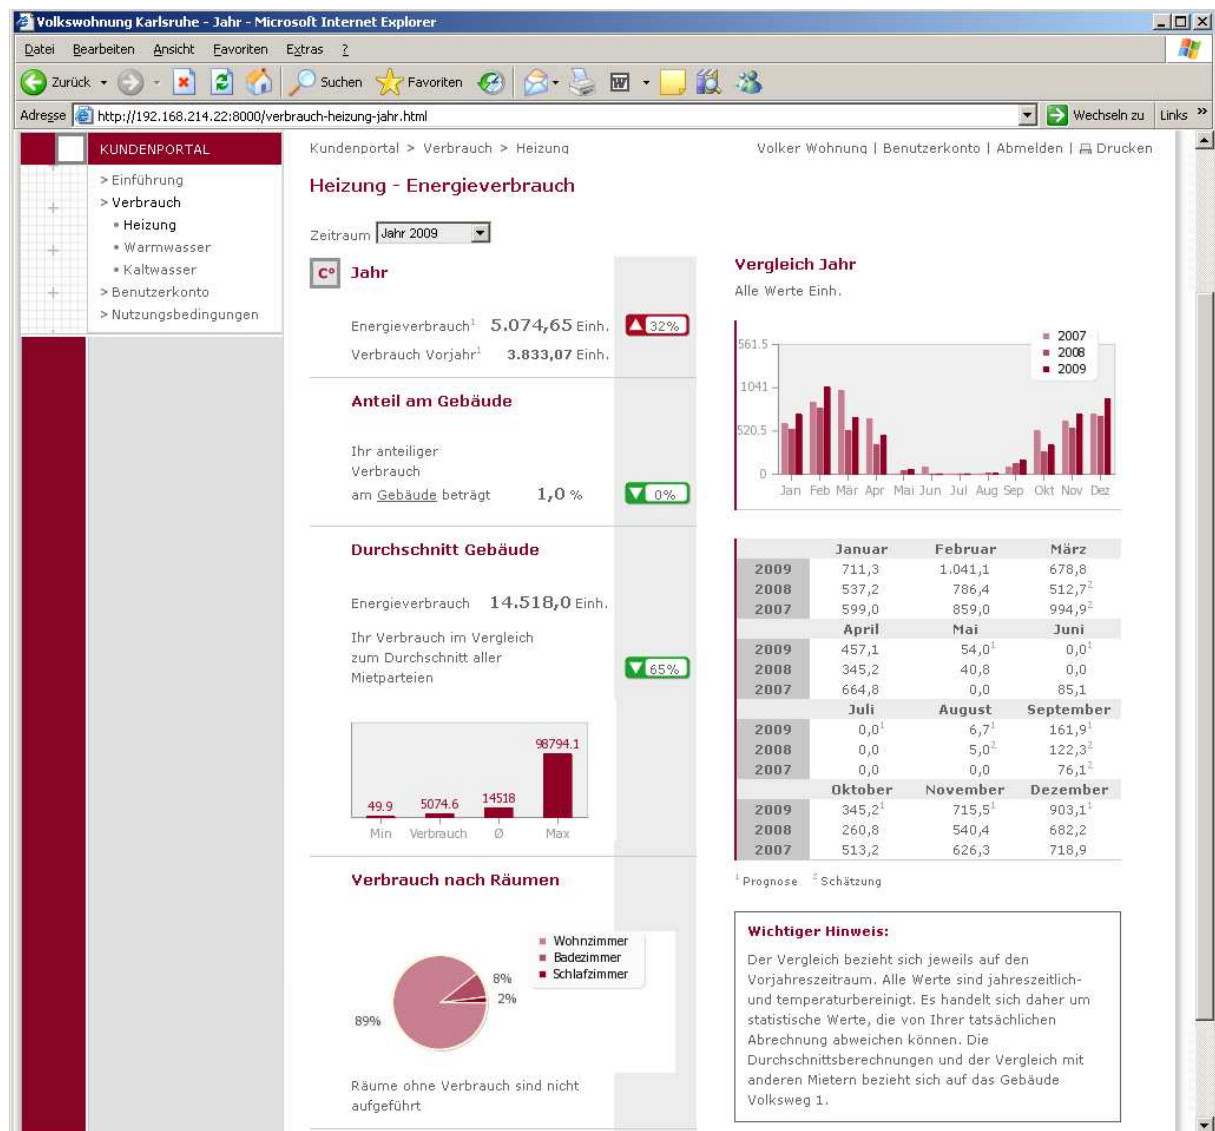 Volkswohnung Karlsruhe - Jahr - Microsoft Internet Explorer
Datei Bearbeiten Ansicht Favoriten Extras ?
Zurück Suchen Favoriten
Adresse http://192.168.214.22:8000/verbrauch-heizung-jahr.html Wechseln zu Links »
KUNDENPORTAL
> Einführung
> Verbrauch
• Heizung
• Warmwasser
• Kaltwasser
> Benutzerkonto
> Nutzungsbedingungen
Kundenportal > Verbrauch > Heizung
Volker Wohnung | Benutzerkonto | Abmelden | Drucken
Heizung - Energieverbrauch
Zeitraum Jahr 2009
C° Jahr
Energieverbrauch¹ 5.074,65 Einh. 32%
Verbrauch Vorjahr¹ 3.833,07 Einh.
Anteil am Gebäude
Ihr anteiliger
Verbrauch
am Gebäude beträgt 1,0 % 0%
Durchschnitt Gebäude
Energieverbrauch 14.518,0 Einh.
Ihr Verbrauch im Vergleich
zum Durchschnitt aller
Mietparteien
65%
98794.1
14518
5074.6
49.9
Min Verbrauch Ø Max
Verbrauch nach Räumen
Wohnzimmer
Badezimmer
Schlafzimmer
8%
2%
89%
Räume ohne Verbrauch sind nicht
aufgeführt
Vergleich Jahr
Alle Werte Einh.
2007
2008
2009
561.5
1041
520.5
0
Jan Feb Mär Apr Mai Jun Jul Aug Sep Okt Nov Dez
Januar Februar März
2009 711,3 1.041,1 678,8
2008 537,2 786,4 512,7²
2007 599,0 859,0 994,9²
April Mai Juni
2009 457,1 54,0¹ 0,0¹
2008 345,2 40,8 0,0
2007 664,8 0,0 85,1
Juli August September
2009 0,0¹ 6,7¹ 161,9¹
2008 0,0 5,0² 122,3²
2007 0,0 0,0 76,1²
Oktober November Dezember
2009 345,2¹ 715,5¹ 903,1¹
2008 260,8 540,4 682,2
2007 513,2 626,3 718,9
¹ Prognose ² Schätzung
Wichtiger Hinweis:
Der Vergleich bezieht sich jeweils auf den
Vorjahreszeitraum. Alle Werte sind jahreszeitlich-
und temperaturbereinigt. Es handelt sich daher um
statistische Werte, die von Ihrer tatsächlichen
Abrechnung abweichen können. Die
Durchschnittsberechnungen und der Vergleich mit
anderen Mietern bezieht sich auf das Gebäude
Volksweg 1.